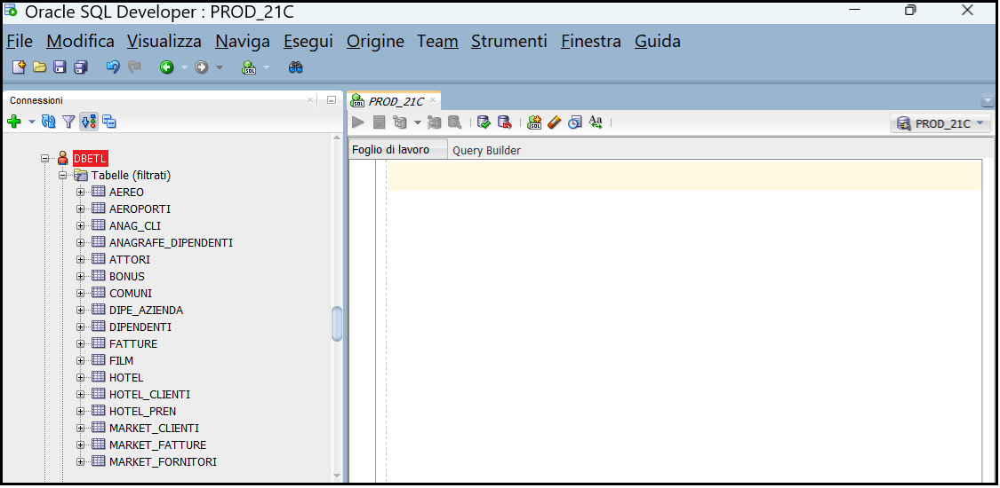 Oracle SQL Developer : PROD_21C
File Modifica Visualizza Naviga Esegui Origine Team Strumenti Finestra Guida
Connessioni
PROD_21C
PROD_21C
Foglio di lavoro Query Builder
DBETL
Tabelle (filtrati)
AEREO
AEROPORTI
ANAG_CLI
ANAGRAFE_DIPENDENTI
ATTORI
BONUS
COMUNI
DIPE_AZIENDA
DIPENDENTI
FATTURE
FILM
HOTEL
HOTEL_CLIENTI
HOTEL_PREN
MARKET_CLIENTI
MARKET_FATTURE
MARKET_FORNITORI